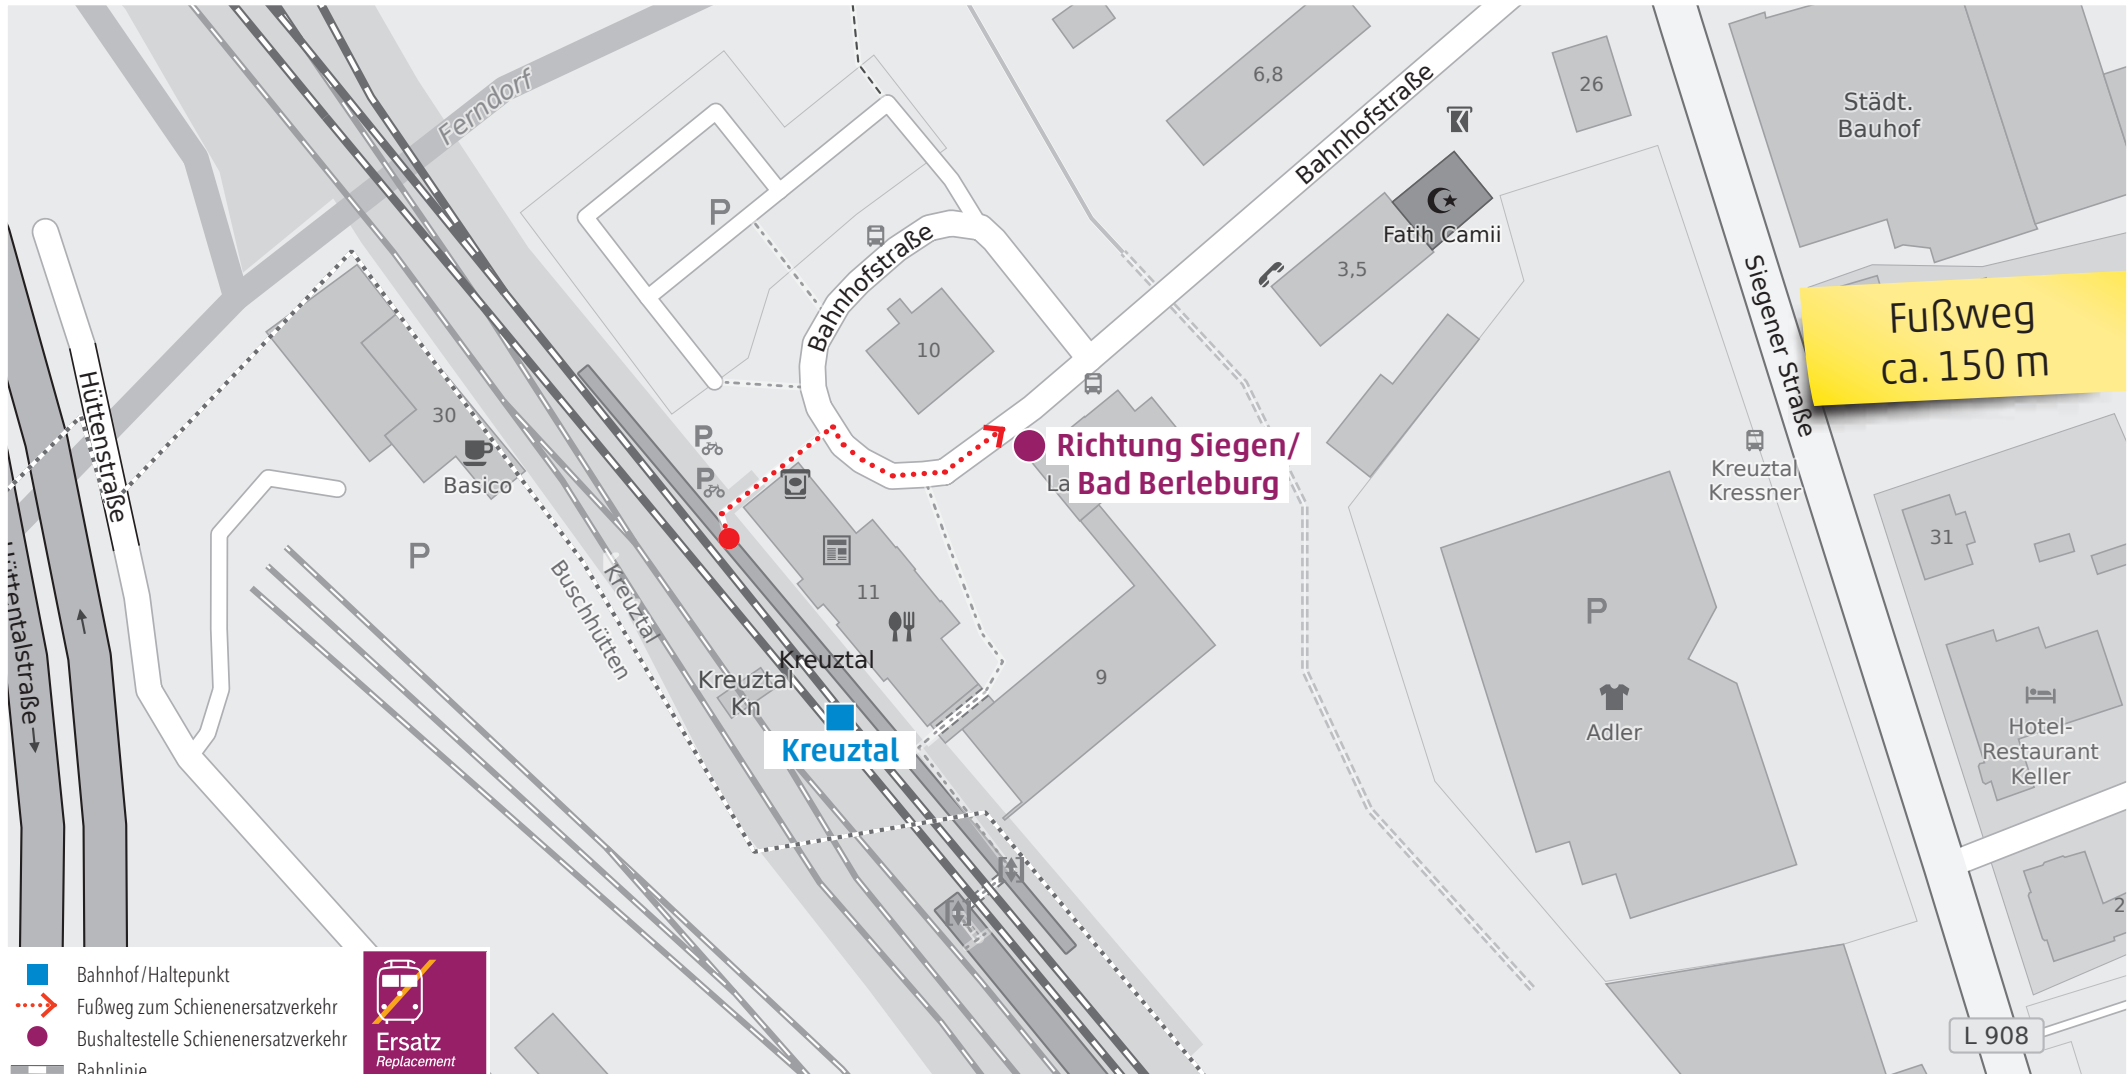 Ferndorf
6,8
26
Städt.
Bauhof
Bahnhofstraße
P
Fatih Camii
3,5
Bahnhofstraße
Siegener Straße
Fußweg
ca. 150 m
10
Hüttenstraße
30
Basico
P
P
Richtung Siegen/
Bad Berleburg
La
Kreuztal
Kressner
31
P
Hüttentalstraße
Buschhütten
Kreuztal
11
P
Kreuztal
Kreuztal
Kn
9
Kreuztal
Adler
Hotel-
Restaurant
Keller
2
L 908
Bahnhof/Haltepunkt
Fußweg zum Schienenersatzverkehr
Bushaltestelle Schienenersatzverkehr
Bahnlinie
Ersatz
Replacement